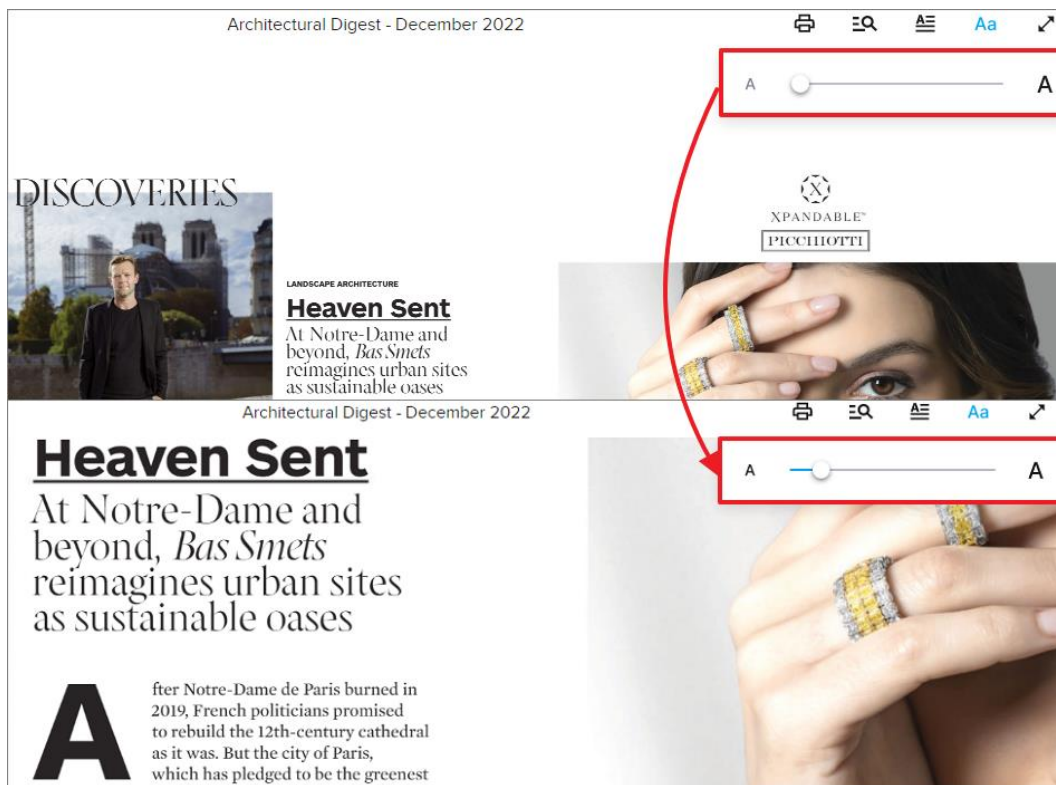 Architectural Digest - December 2022
Aa
A A
DISCOVERIES
X
XPANDABLE™
PICCHIOTTI
LANDSCAPE ARCHITECTURE
Heaven Sent
At Notre-Dame and
beyond, Bas Smets
reimagines urban sites
as sustainable oases
Architectural Digest - December 2022
Aa
A A
Heaven Sent
At Notre-Dame and
beyond, Bas Smets
reimagines urban sites
as sustainable oases
After Notre-Dame de Paris burned in
2019, French politicians promised
to rebuild the 12th-century cathedral
as it was. But the city of Paris,
which has pledged to be the greenest